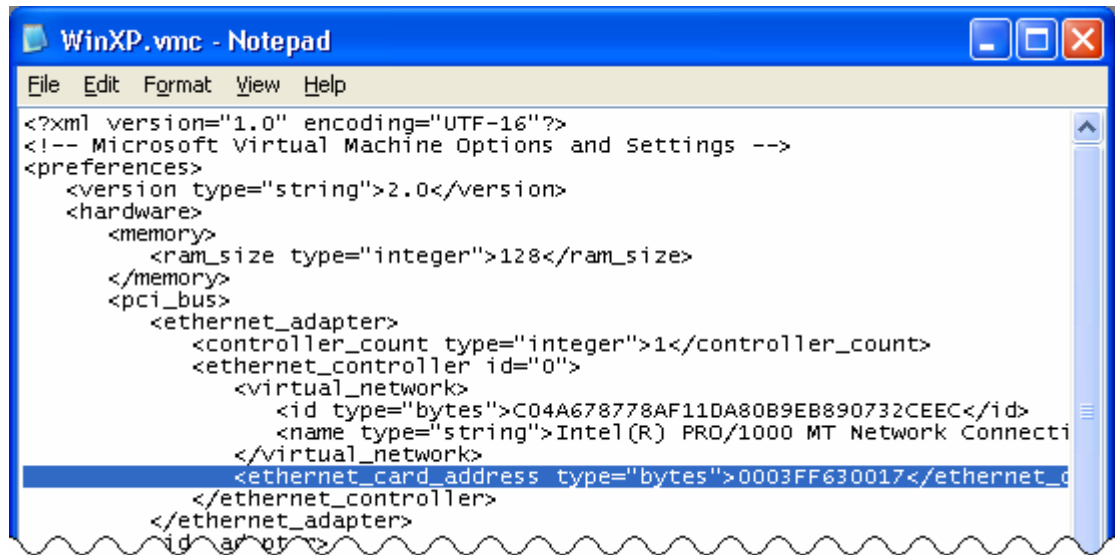 WinXP.vmc - Notepad
File Edit Format View Help
<?xml version="1.0" encoding="UTF-16"?>
<!-- Microsoft Virtual Machine Options and Settings -->
<preferences>
<version type="string">2.0</version>
<hardware>
<memory>
<ram_size type="integer">128</ram_size>
</memory>
<pci_bus>
<ethernet_adapter>
<controller_count type="integer">1</controller_count>
<ethernet_controller id="0">
<virtual_network>
<id type="bytes">C04A678778AF11DA80B9EB890732CEEC</id>
<name type="string">Intel(R) PRO/1000 MT Network Connecti
</virtual_network>
<ethernet_card_address type="bytes">0003FF630017</ethernet_c
</ethernet_controller>
</ethernet_adapter>